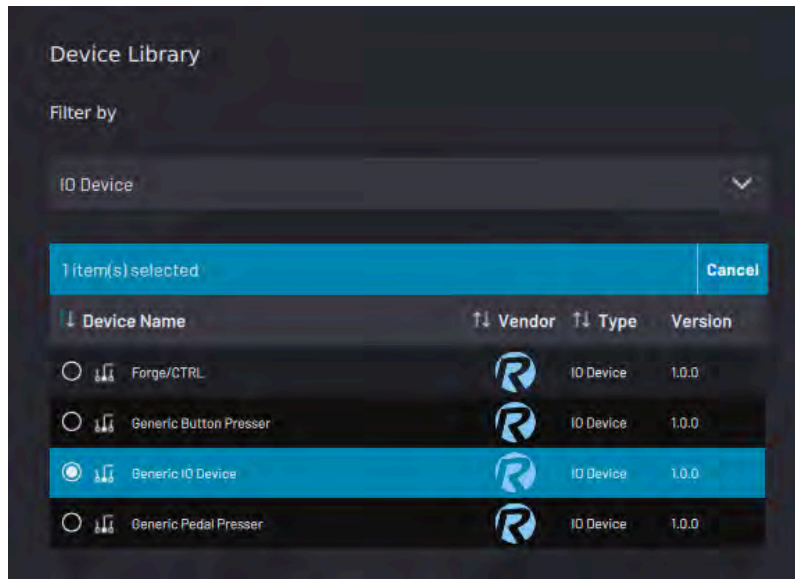 Device Library
Filter by
IO Device
1 item(s) selected Cancel
Device Name Vendor Type Version
Forge/CTRL R IO Device 1.0.0
Generic Button Presser R IO Device 1.0.0
Generic IO Device R IO Device 1.0.0
Generic Pedal Presser R IO Device 1.0.0